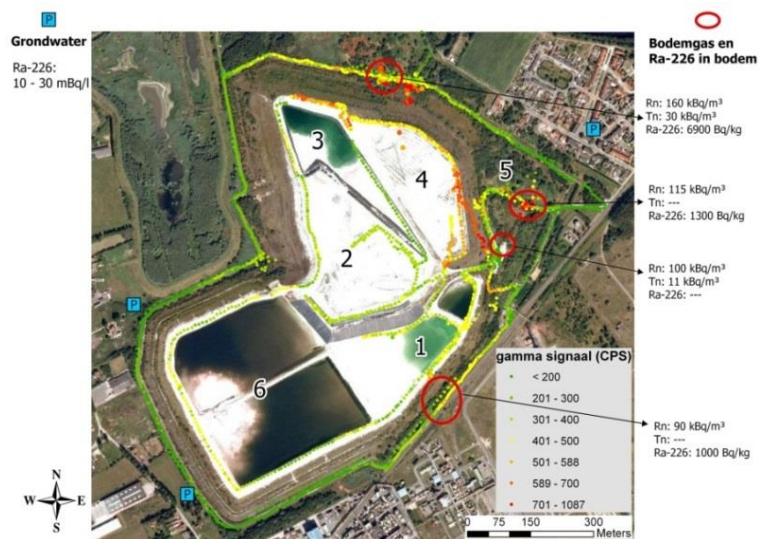 P
Grondwater
Ra-226:
10 - 30 mBq/l
Bodemgas en
Ra-226 in bodem
Rn: 160 kBq/m³
Tn: 30 kBq/m³
Ra-226: 6900 Bq/kg
P
3
4
5
Rn: 115 kBq/m³
Tn: ---
Ra-226: 1300 Bq/kg
2
Rn: 100 kBq/m³
Tn: 11 kBq/m³
Ra-226: ---
P
1
6
gamma signaal (CPS)
< 200
201 - 300
301 - 400
401 - 500
501 - 588
589 - 700
701 - 1087
Rn: 90 kBq/m³
Tn: ---
Ra-226: 1000 Bq/kg
N
W E
S
P
0 75 150 300
Meters